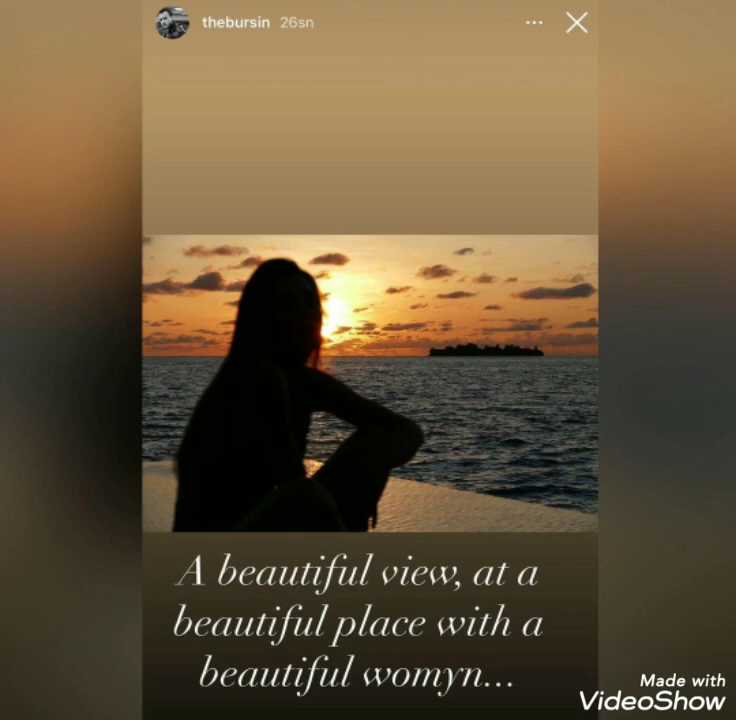 thebursin 26sn
A beautiful view, at a
beautiful place with a
beautiful womyn...
Made with
VideoShow